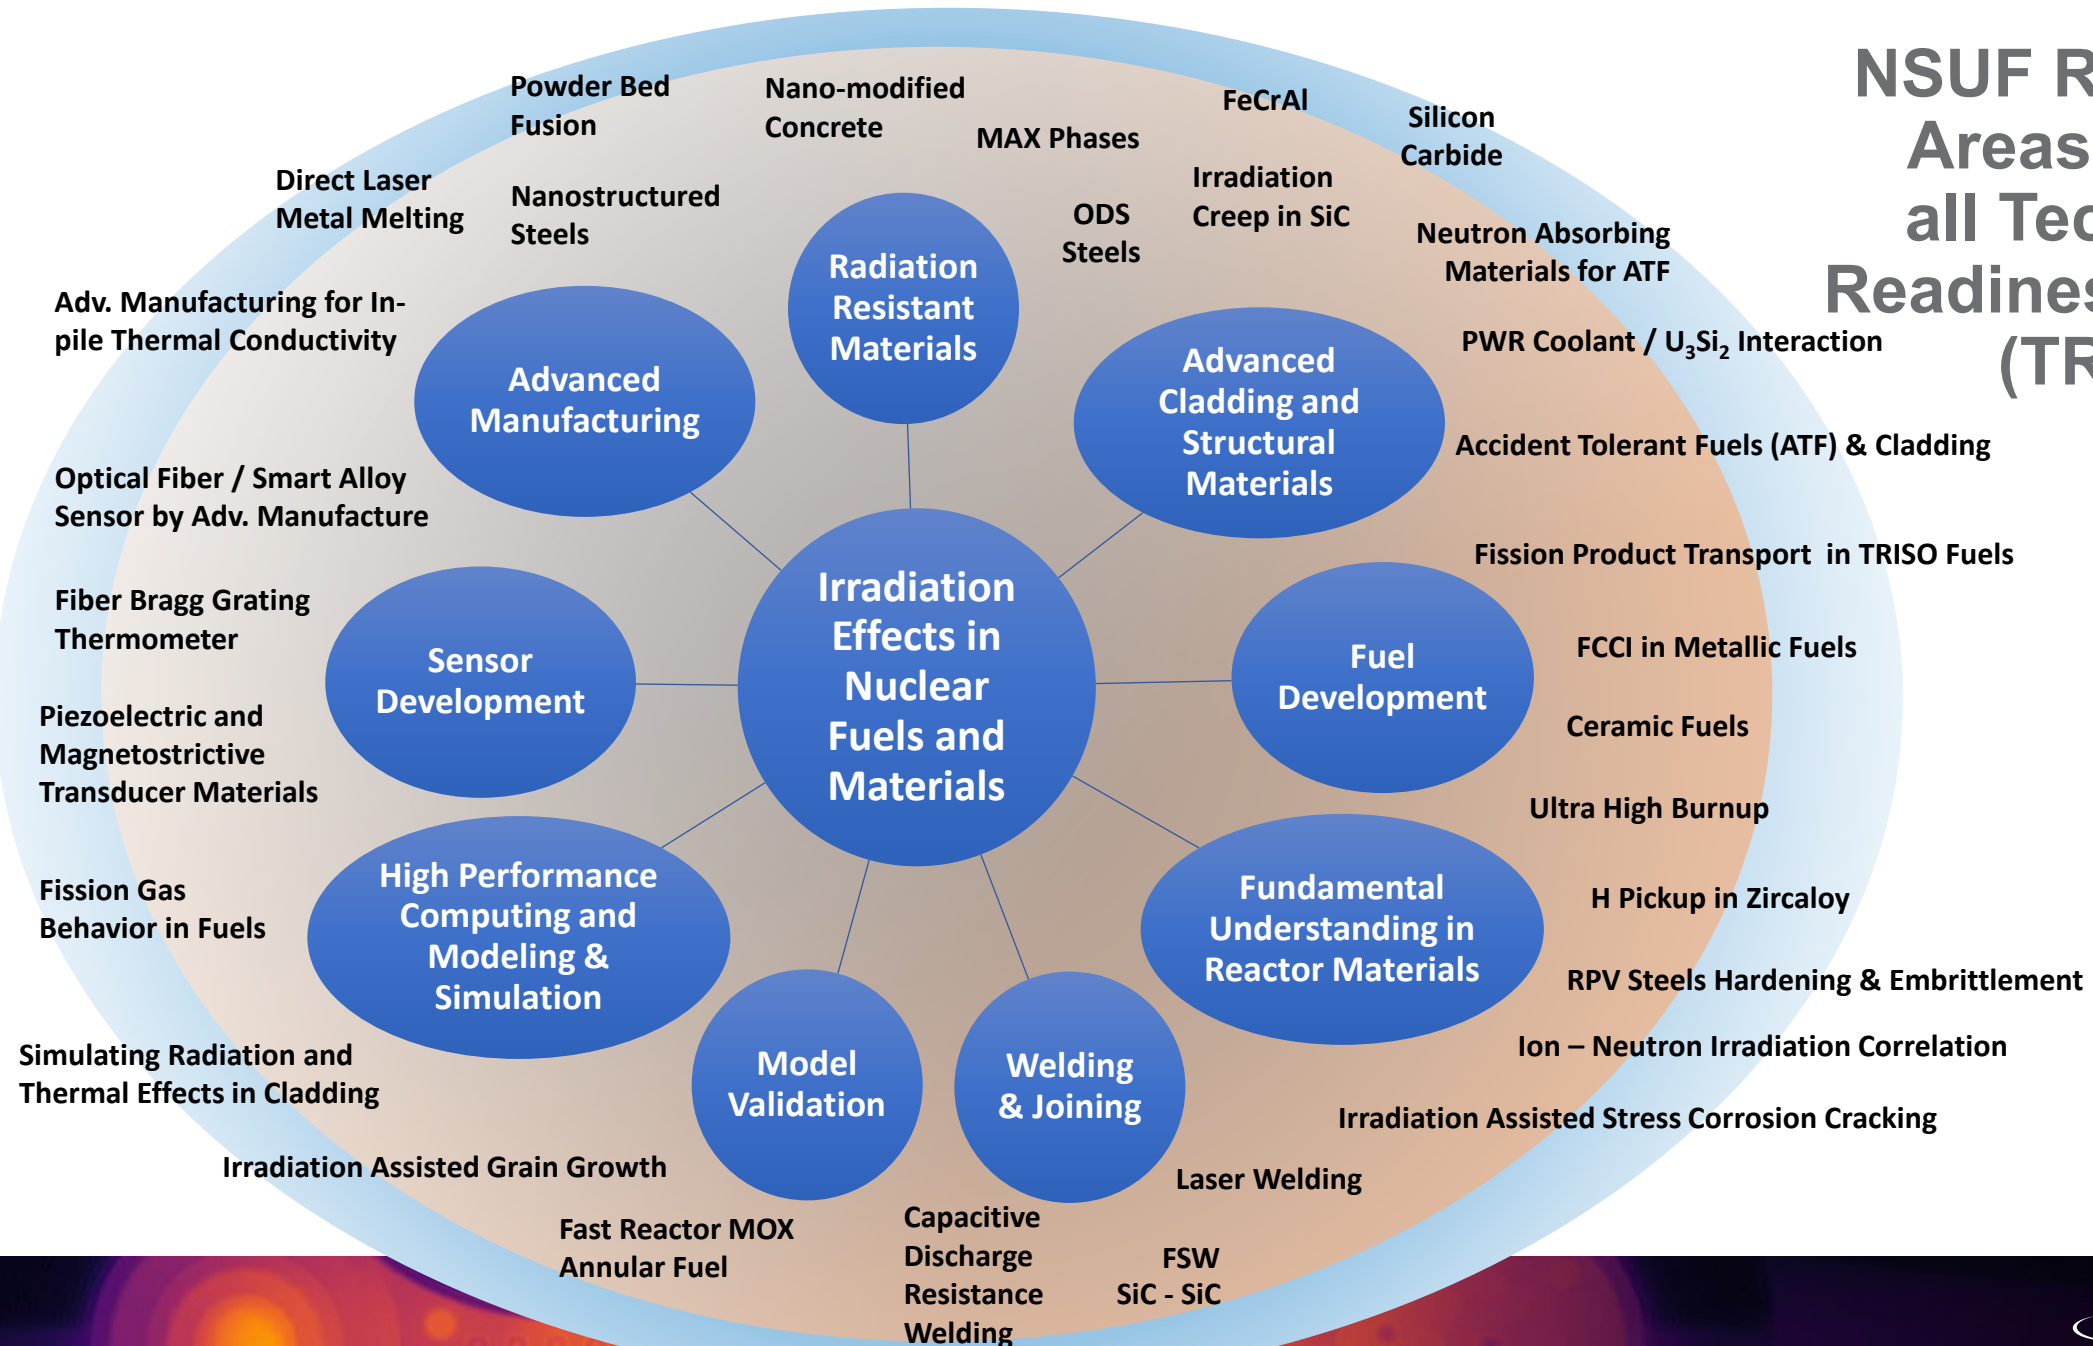 NSUF R
Areas
all Tec
Readines
(TR
Powder Bed
Fusion
Nano-modified
Concrete
MAX Phases
FeCrAl
Silicon
Carbide
Direct Laser
Metal Melting
Nanostructured
Steels
ODS
Steels
Irradiation
Creep in SiC
Neutron Absorbing
Materials for ATF
Adv. Manufacturing for In-
pile Thermal Conductivity
PWR Coolant / U₃Si₂ Interaction
Accident Tolerant Fuels (ATF) & Cladding
Optical Fiber / Smart Alloy
Sensor by Adv. Manufacture
Fission Product Transport in TRISO Fuels
Fiber Bragg Grating
Thermometer
FCCI in Metallic Fuels
Piezoelectric and
Magnetostrictive
Transducer Materials
Ceramic Fuels
Ultra High Burnup
Fission Gas
Behavior in Fuels
H Pickup in Zircaloy
RPV Steels Hardening & Embrittlement
Simulating Radiation and
Thermal Effects in Cladding
Ion – Neutron Irradiation Correlation
Irradiation Assisted Stress Corrosion Cracking
Irradiation Assisted Grain Growth
Laser Welding
Fast Reactor MOX
Annular Fuel
Capacitive
Discharge
Resistance
Welding
FSW
SiC - SiC
Radiation
Resistant
Materials
Advanced
Manufacturing
Advanced
Cladding and
Structural
Materials
Irradiation
Effects in
Nuclear
Fuels and
Materials
Sensor
Development
Fuel
Development
High Performance
Computing and
Modeling &
Simulation
Fundamental
Understanding in
Reactor Materials
Model
Validation
Welding
& Joining